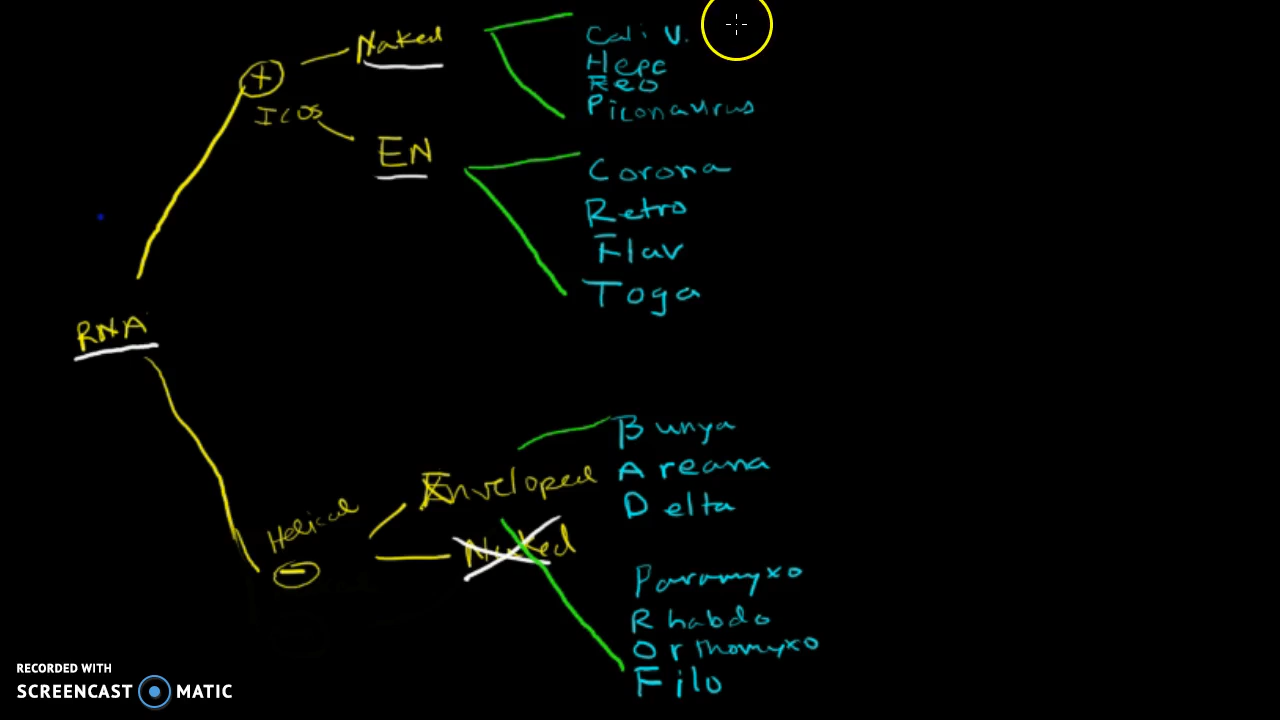 RNA
+
Icos
Naked
Cali V.
Hepe
Reo
Piconavirus
EN
Corona
Retro
Flav
Toga
Helical
−
Enveloped
Naked
Bunya
Areana
Delta
Paramyxo
Rhabdo
Orthomyxo
Filo
RECORDED WITH
SCREENCAST MATIC